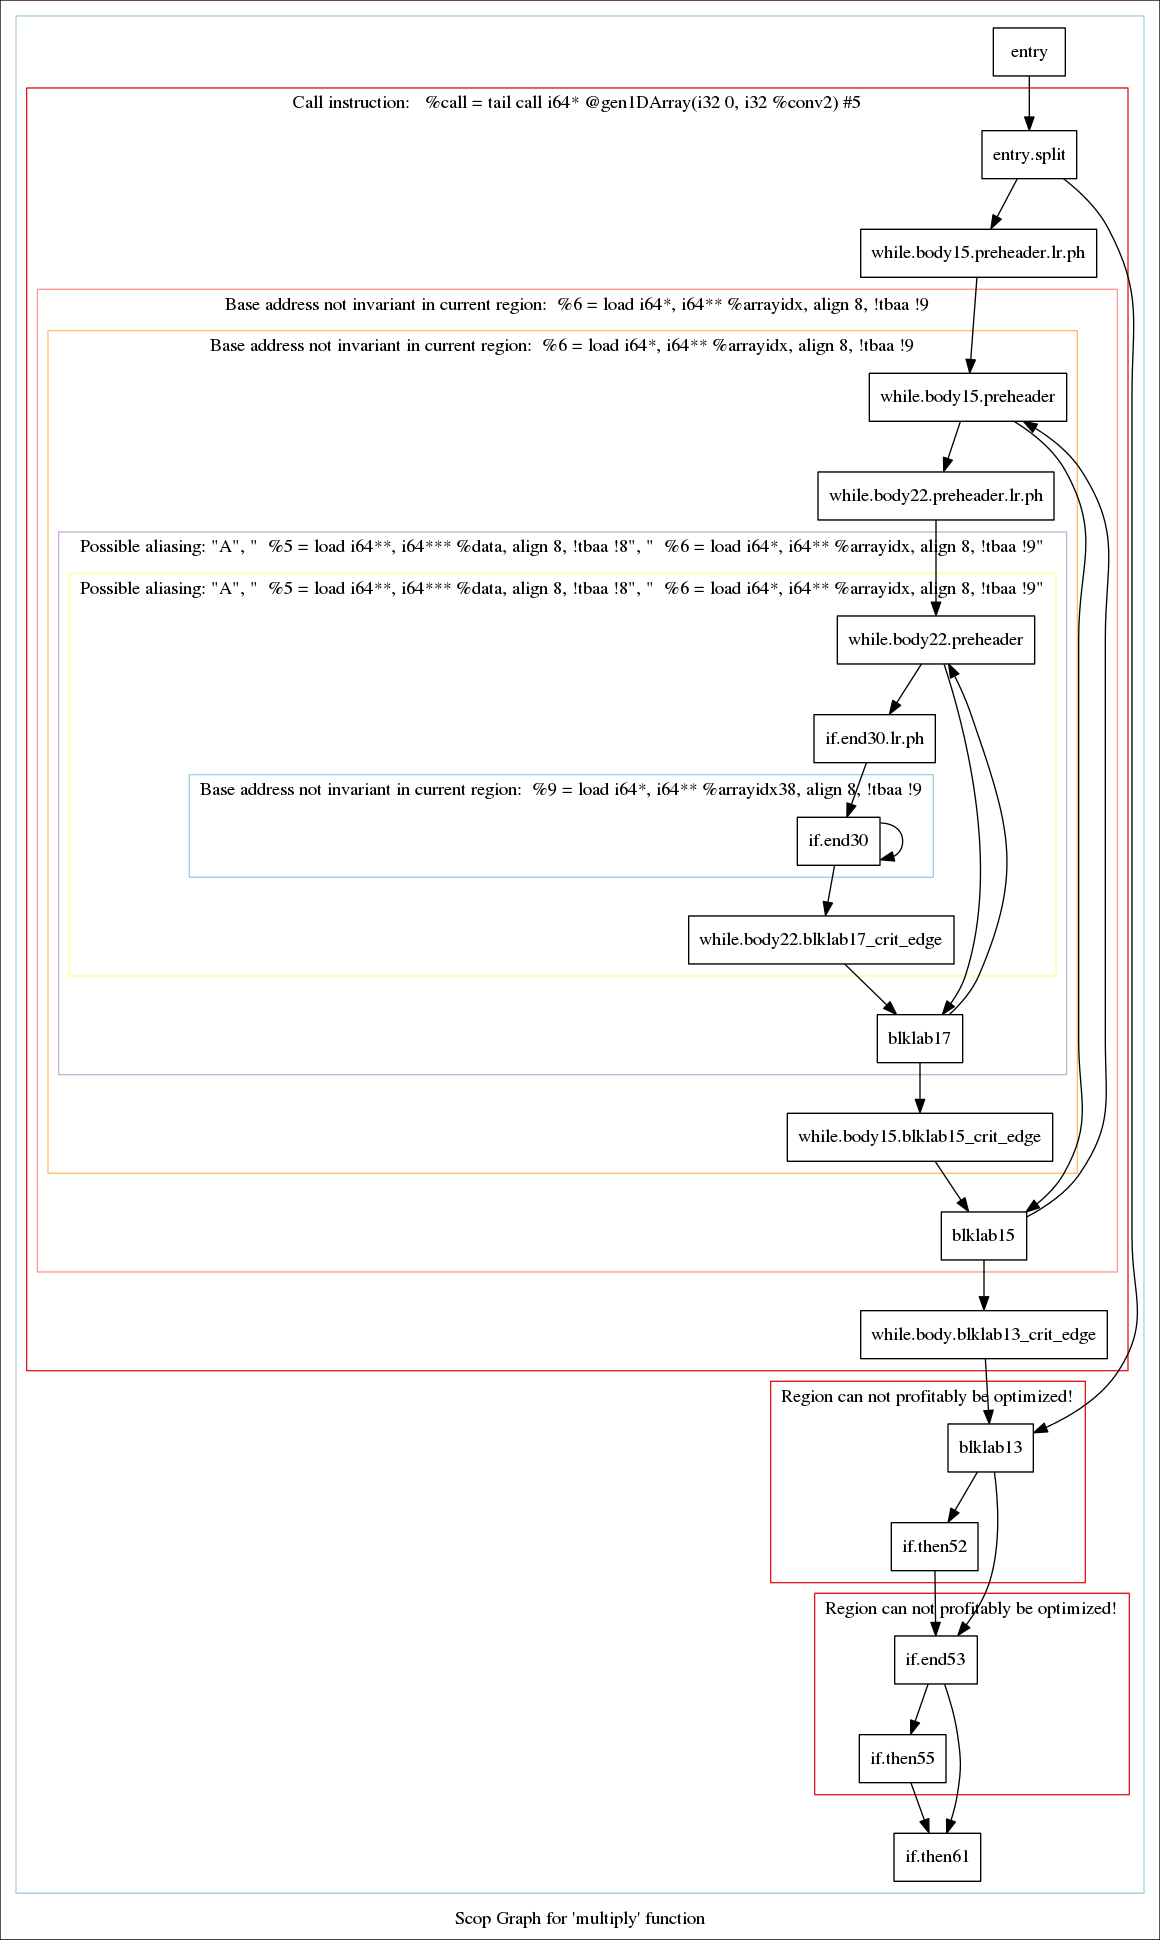 entry
Call instruction: %call = tail call i64* @gen1DArray(i32 0, i32 %conv2) #5
entry.split
while.body15.preheader.lr.ph
Base address not invariant in current region: %6 = load i64*, i64** %arrayidx, align 8, !tbaa !9
Base address not invariant in current region: %6 = load i64*, i64** %arrayidx, align 8, !tbaa !9
while.body15.preheader
while.body22.preheader.lr.ph
Possible aliasing: "A", " %5 = load i64**, i64*** %data, align 8, !tbaa !8", " %6 = load i64*, i64** %arrayidx, align 8, !tbaa !9"
Possible aliasing: "A", " %5 = load i64**, i64*** %data, align 8, !tbaa !8", " %6 = load i64*, i64** %arrayidx, align 8, !tbaa !9"
while.body22.preheader
if.end30.lr.ph
Base address not invariant in current region: %9 = load i64*, i64** %arrayidx38, align 8, !tbaa !9
if.end30
while.body22.blklab17_crit_edge
blklab17
while.body15.blklab15_crit_edge
blklab15
while.body.blklab13_crit_edge
Region can not profitably be optimized!
blklab13
if.then52
Region can not profitably be optimized!
if.end53
if.then55
if.then61
Scop Graph for 'multiply' function